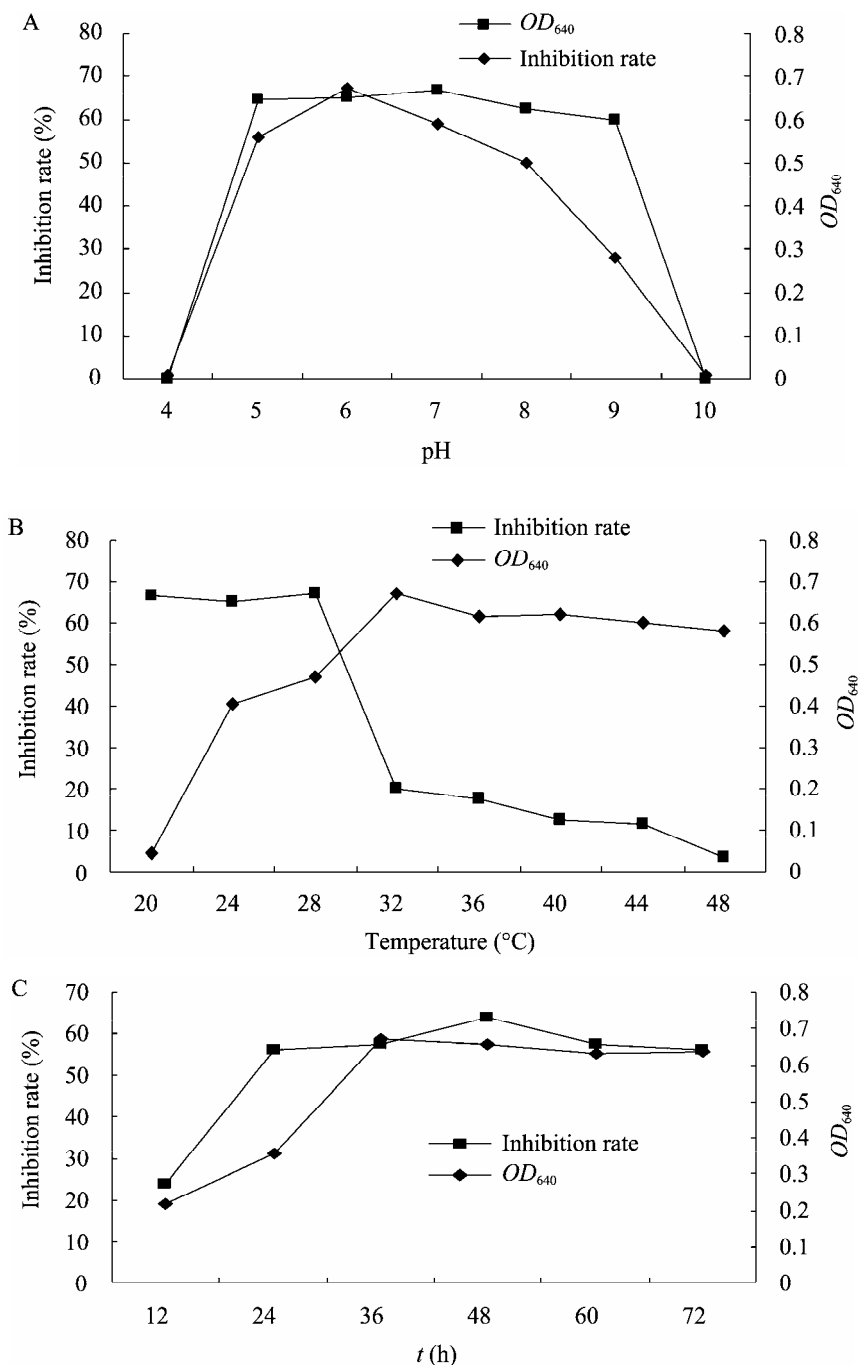 A
OD640
Inhibition rate
80
70
60
50
40
30
20
10
0
Inhibition rate (%)
0.8
0.7
0.6
0.5
0.4
0.3
0.2
0.1
0
OD640
4 5 6 7 8 9 10
pH
B
Inhibition rate
OD640
80
70
60
50
40
30
20
10
0
Inhibition rate (%)
0.8
0.7
0.6
0.5
0.4
0.3
0.2
0.1
0
OD640
20 24 28 32 36 40 44 48
Temperature (°C)
C
70
60
50
40
30
20
10
0
Inhibition rate (%)
Inhibition rate
OD640
0.8
0.7
0.6
0.5
0.4
0.3
0.2
0.1
0
OD640
12 24 36 48 60 72
t (h)